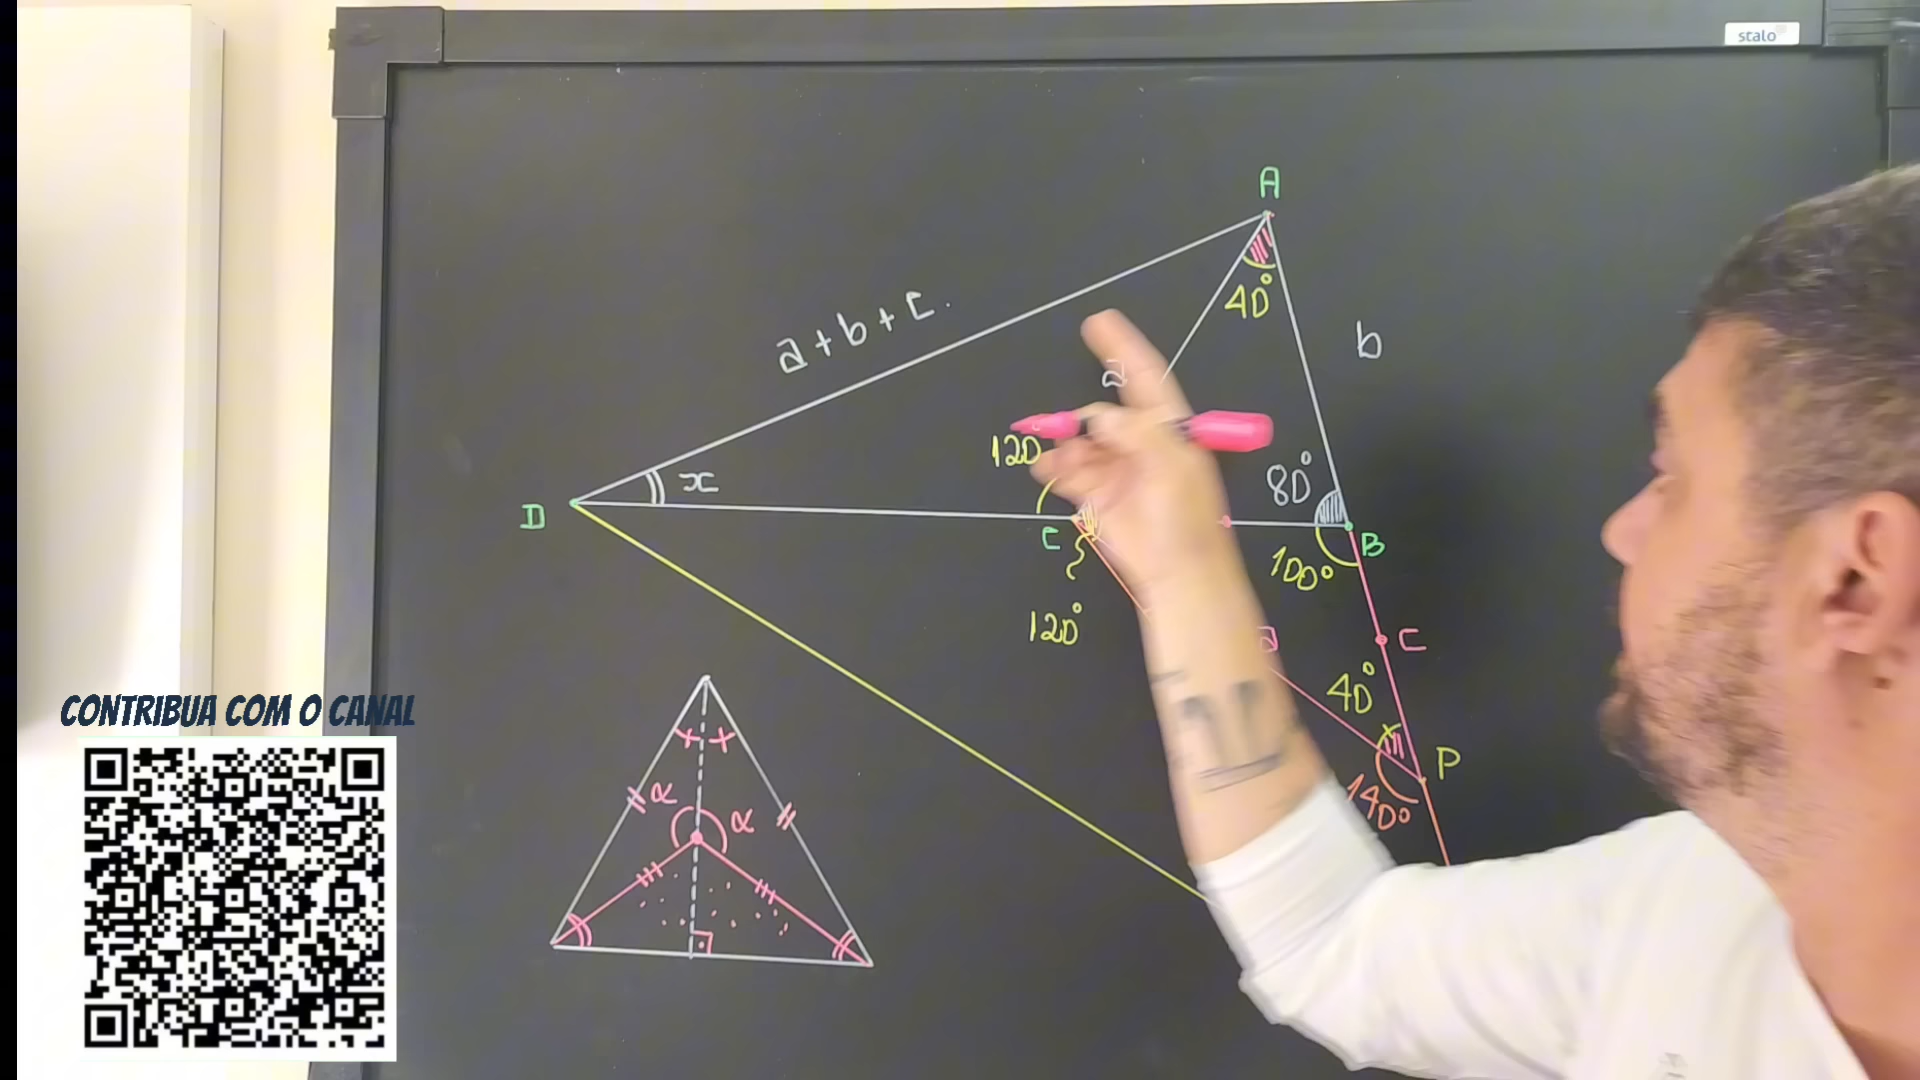 stalo
A
40°
a + b + c
b
a
120
80°
x
D
C
B
100°
120°
a
C
40°
P
140°
α
α
CONTRIBUA COM O CANAL